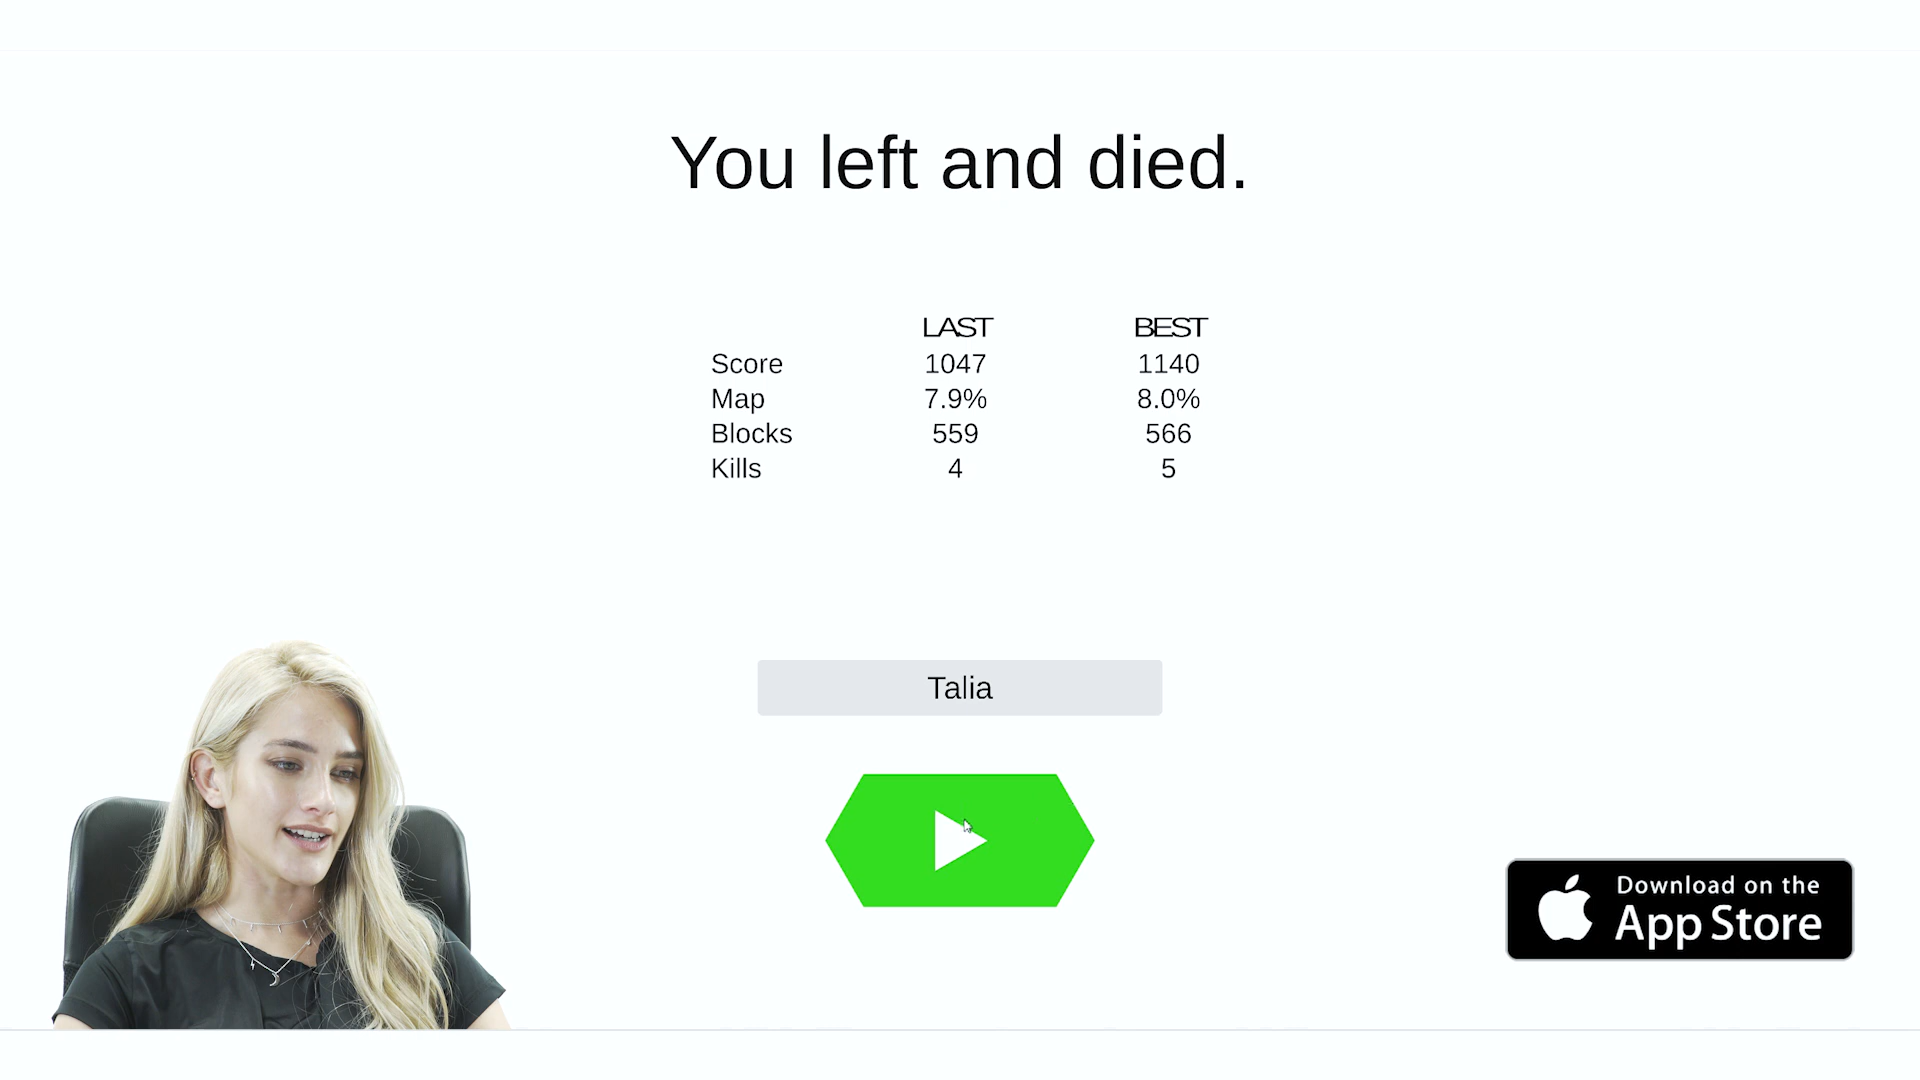 You left and died.
LAST BEST
Score 1047 1140
Map 7.9% 8.0%
Blocks 559 566
Kills 4 5
Talia
Download on the
App Store